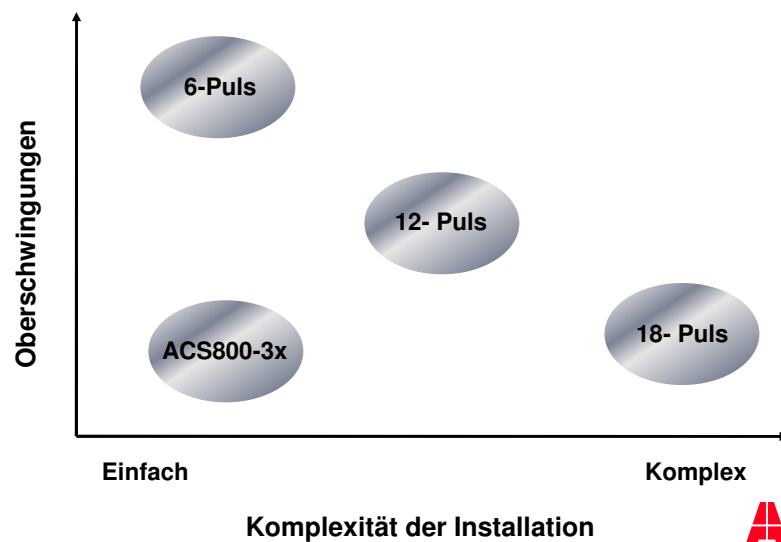 Oberschwingungen
6-Puls
12- Puls
ACS800-3x
18- Puls
Einfach
Komplex
Komplexität der Installation